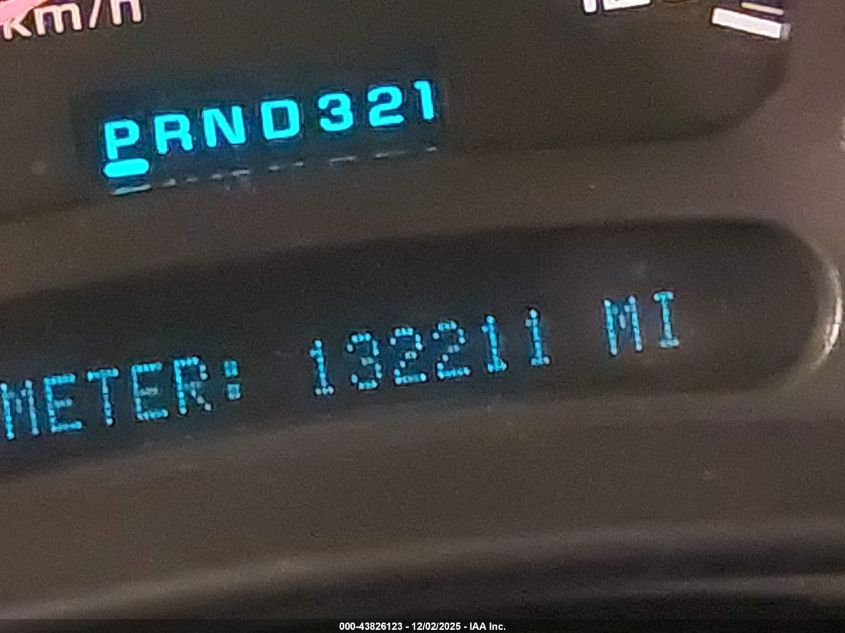 km/h
PRND321
METER: 132211 MI
000-43826123 - 12/02/2025 - IAA Inc.